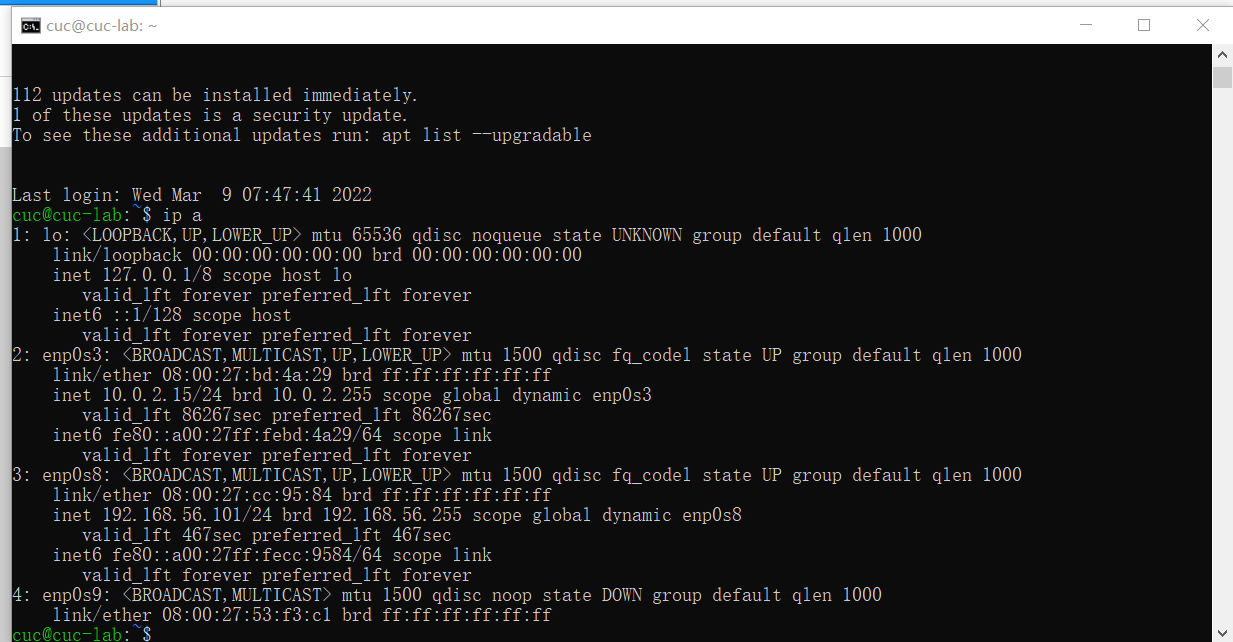 cuc@cuc-lab: ~
112 updates can be installed immediately.
1 of these updates is a security update.
To see these additional updates run: apt list --upgradable
Last login: Wed Mar  9 07:47:41 2022
cuc@cuc-lab:~$ ip a
1: lo: <LOOPBACK,UP,LOWER_UP> mtu 65536 qdisc noqueue state UNKNOWN group default qlen 1000
    link/loopback 00:00:00:00:00:00 brd 00:00:00:00:00:00
    inet 127.0.0.1/8 scope host lo
       valid_lft forever preferred_lft forever
    inet6 ::1/128 scope host
       valid_lft forever preferred_lft forever
2: enp0s3: <BROADCAST,MULTICAST,UP,LOWER_UP> mtu 1500 qdisc fq_codel state UP group default qlen 1000
    link/ether 08:00:27:bd:4a:29 brd ff:ff:ff:ff:ff:ff
    inet 10.0.2.15/24 brd 10.0.2.255 scope global dynamic enp0s3
       valid_lft 86267sec preferred_lft 86267sec
    inet6 fe80::a00:27ff:febd:4a29/64 scope link
       valid_lft forever preferred_lft forever
3: enp0s8: <BROADCAST,MULTICAST,UP,LOWER_UP> mtu 1500 qdisc fq_codel state UP group default qlen 1000
    link/ether 08:00:27:cc:95:84 brd ff:ff:ff:ff:ff:ff
    inet 192.168.56.101/24 brd 192.168.56.255 scope global dynamic enp0s8
       valid_lft 467sec preferred_lft 467sec
    inet6 fe80::a00:27ff:fecc:9584/64 scope link
       valid_lft forever preferred_lft forever
4: enp0s9: <BROADCAST,MULTICAST> mtu 1500 qdisc noop state DOWN group default qlen 1000
    link/ether 08:00:27:53:f3:c1 brd ff:ff:ff:ff:ff:ff
cuc@cuc-lab:~$